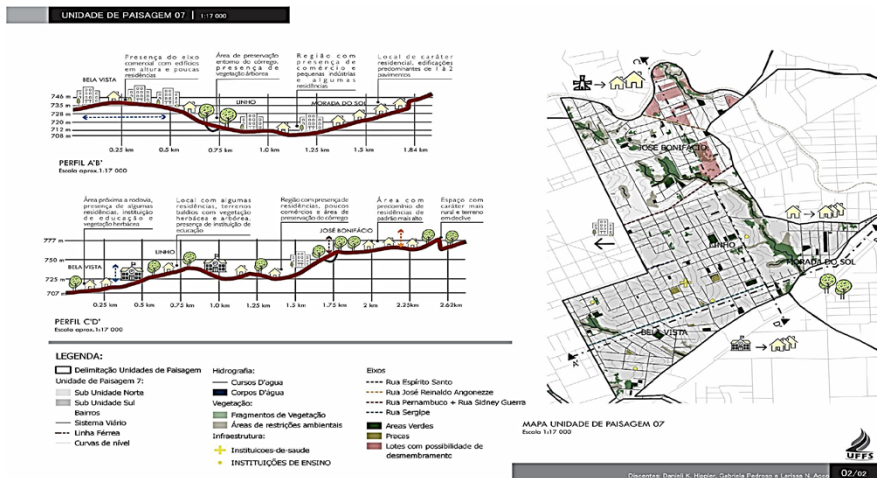 UNIDADE DE PAISAGEM 07 | 1:17 000
BELA VISTA
Presença do eixo
comercial com edifícios
em altura e poucas
residências
Área de preservação
entorno do córrego,
presença de
vegetação arbórea
Região com
presença de
comércio e
pequenas indústrias
e algumas
residências
Local de caráter
residencial, edificações
predominantes de 1 à 2
pavimentos
LINHO
MORADA DO SOL
746 m
735 m
728 m
720 m
712 m
708 m
0.25 km
0.5 km
0.75 km
1.0 km
1.25 km
1.5 km
1.84 km
PERFIL A'B'
Escala aprox.1:17 000
Área próxima a rodovia,
presença de algumas
residências, instituição
de educação e
vegetação herbácea
Local com algumas
residências, terrenos
baldios com vegetação
herbácea e arbórea,
presença de instituição de
educação
Região com presença
de residências, poucos
comércios e área de
preservação do córrego
Área com
predomínio de
residências de
padrão mais alto
Espaço com
caráter mais
rural e terreno
em declive
JOSÉ BONIFÁCIO
LINHO
BELA VISTA
777 m
750 m
725 m
707 m
0.25 km
0.5 km
0.75 km
1.0 km
1.25 km
1.5 km
1.75 km
2 km
2.25km
2.62km
PERFIL C'D'
Escala aprox.1:17 000
LEGENDA:
Delimitação Unidades de Paisagem
Unidade de Paisagem 7:
Sub Unidade Norte
Sub Unidade Sul
Bairros
Sistema Viário
Linha Férrea
Curvas de nível
Hidrografia:
Cursos D'agua
Corpos D'água
Vegetação:
Fragmentos de Vegetação
Áreas de restrições ambientais
Infraestrutura:
Instituicoes-de-saude
INSTITUIÇÕES DE ENSINO
Eixos
Rua Espírito Santo
Rua José Reinaldo Angonezze
Rua Pernambuco + Rua Sidney Guerra
Rua Sergipe
Areas Verdes
Pracas
Lotes com possibilidade de
desmembramento
JOSÉ BONIFÁCIO
LINHO
MORADA DO SOL
BELA VISTA
A'
MAPA UNIDADE DE PAISAGEM 07
Escala 1:17 000
UFFS
Discentes: Danieli K. Hippler, Gabriela Pedroso e Larissa N.
02/02